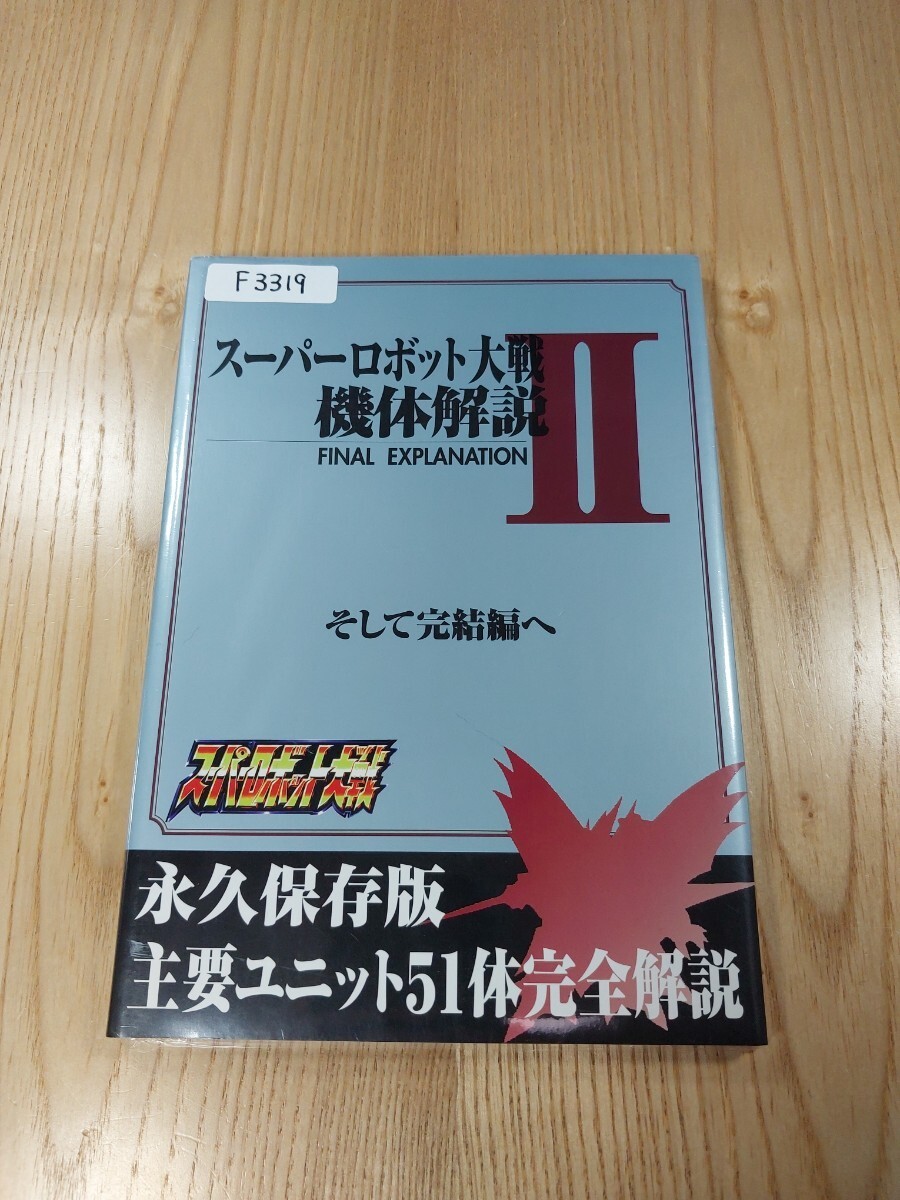 F3319
スーパーロボット大戦
機体解説
II
FINAL EXPLANATION
そして完結編へ
スーパーロボット大戦
永久保存版
主要ユニット51体完全解説